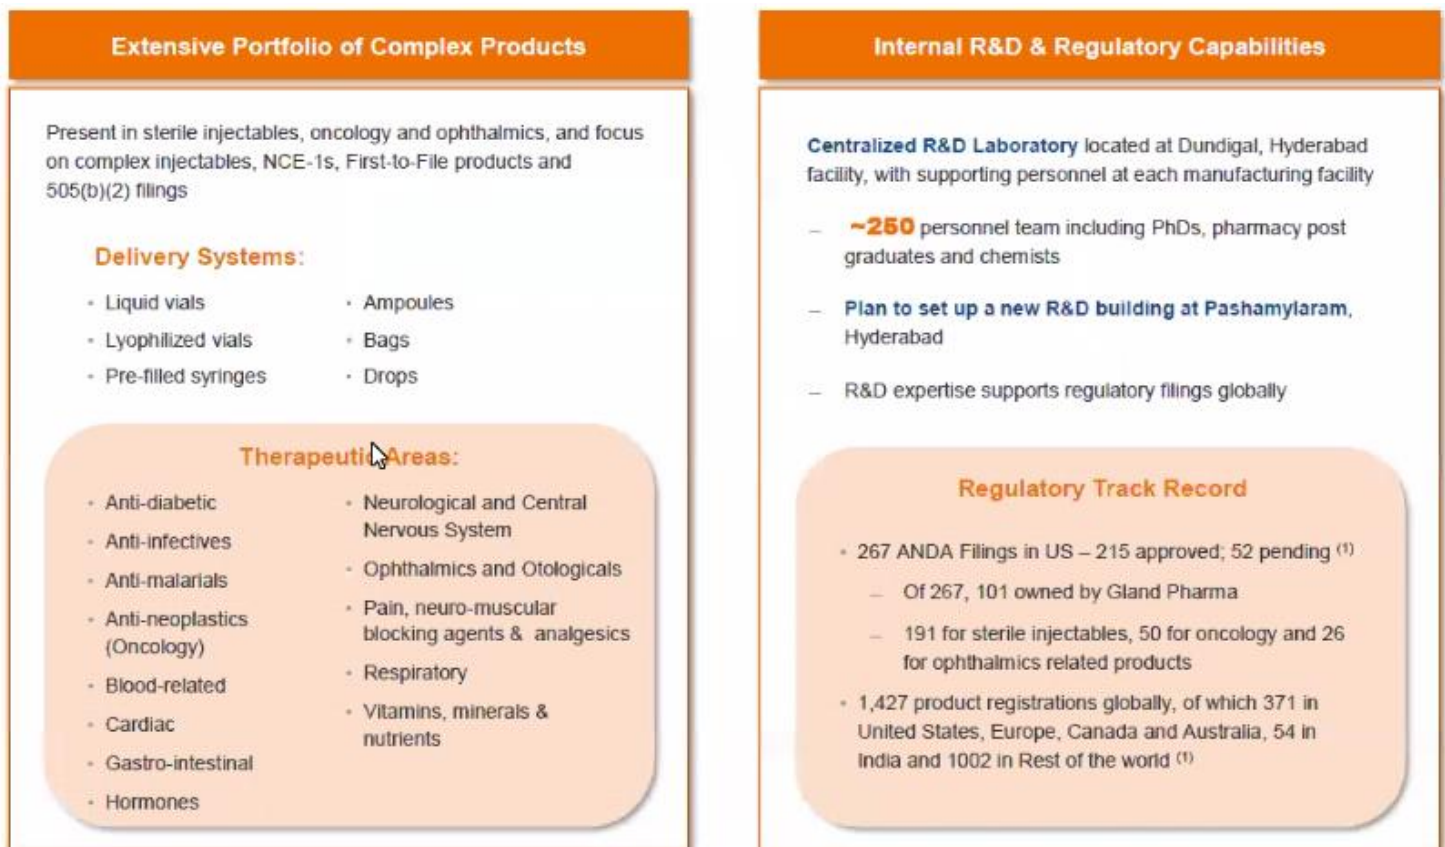 Extensive Portfolio of Complex Products
Present in sterile injectables, oncology and ophthalmics, and focus
on complex injectables, NCE-1s, First-to-File products and
505(b)(2) filings
Delivery Systems:
• Liquid vials
• Lyophilized vials
• Pre-filled syringes
• Ampoules
• Bags
• Drops
Therapeutic Areas:
• Anti-diabetic
• Anti-infectives
• Anti-malarials
• Anti-neoplastics
(Oncology)
• Blood-related
• Cardiac
• Gastro-intestinal
• Hormones
• Neurological and Central
Nervous System
• Ophthalmics and Otologicals
• Pain, neuro-muscular
blocking agents & analgesics
• Respiratory
• Vitamins, minerals &
nutrients
Internal R&D & Regulatory Capabilities
Centralized R&D Laboratory located at Dundigal, Hyderabad
facility, with supporting personnel at each manufacturing facility
– ~250 personnel team including PhDs, pharmacy post
graduates and chemists
– Plan to set up a new R&D building at Pashamylaram,
Hyderabad
– R&D expertise supports regulatory filings globally
Regulatory Track Record
• 267 ANDA Filings in US – 215 approved; 52 pending (1)
– Of 267, 101 owned by Gland Pharma
– 191 for sterile injectables, 50 for oncology and 26
for ophthalmics related products
• 1,427 product registrations globally, of which 371 in
United States, Europe, Canada and Australia, 54 in
India and 1002 in Rest of the world (1)